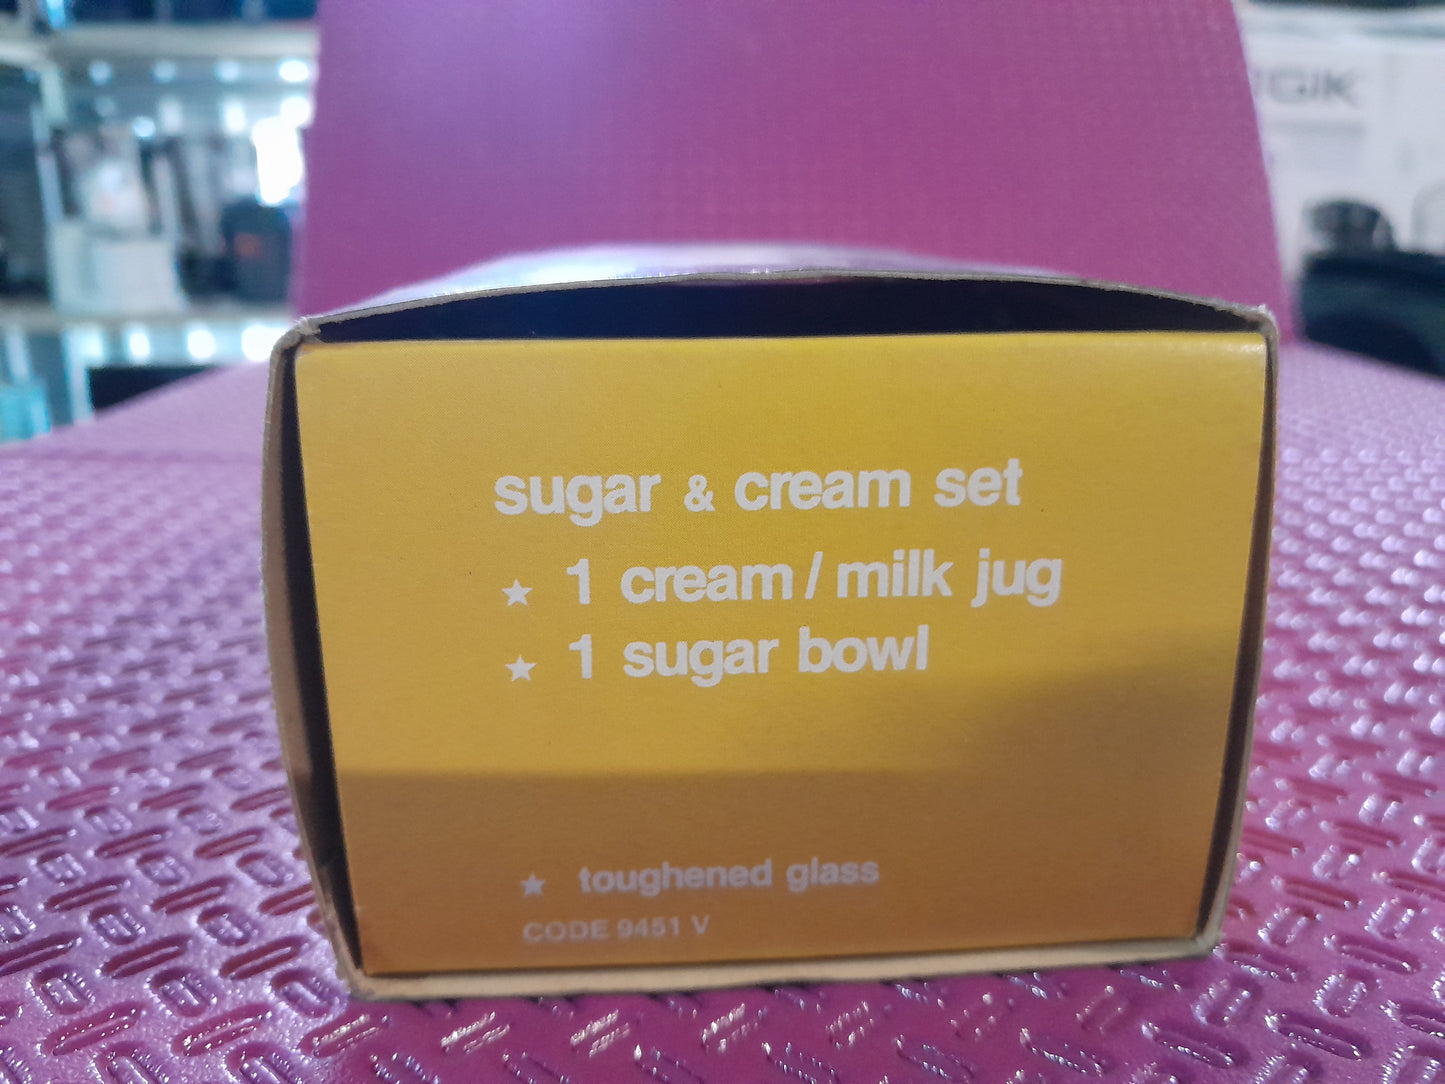 sugar & cream set
★ 1 cream / milk jug
★ 1 sugar bowl
★ toughened glass
CODE 9451 V